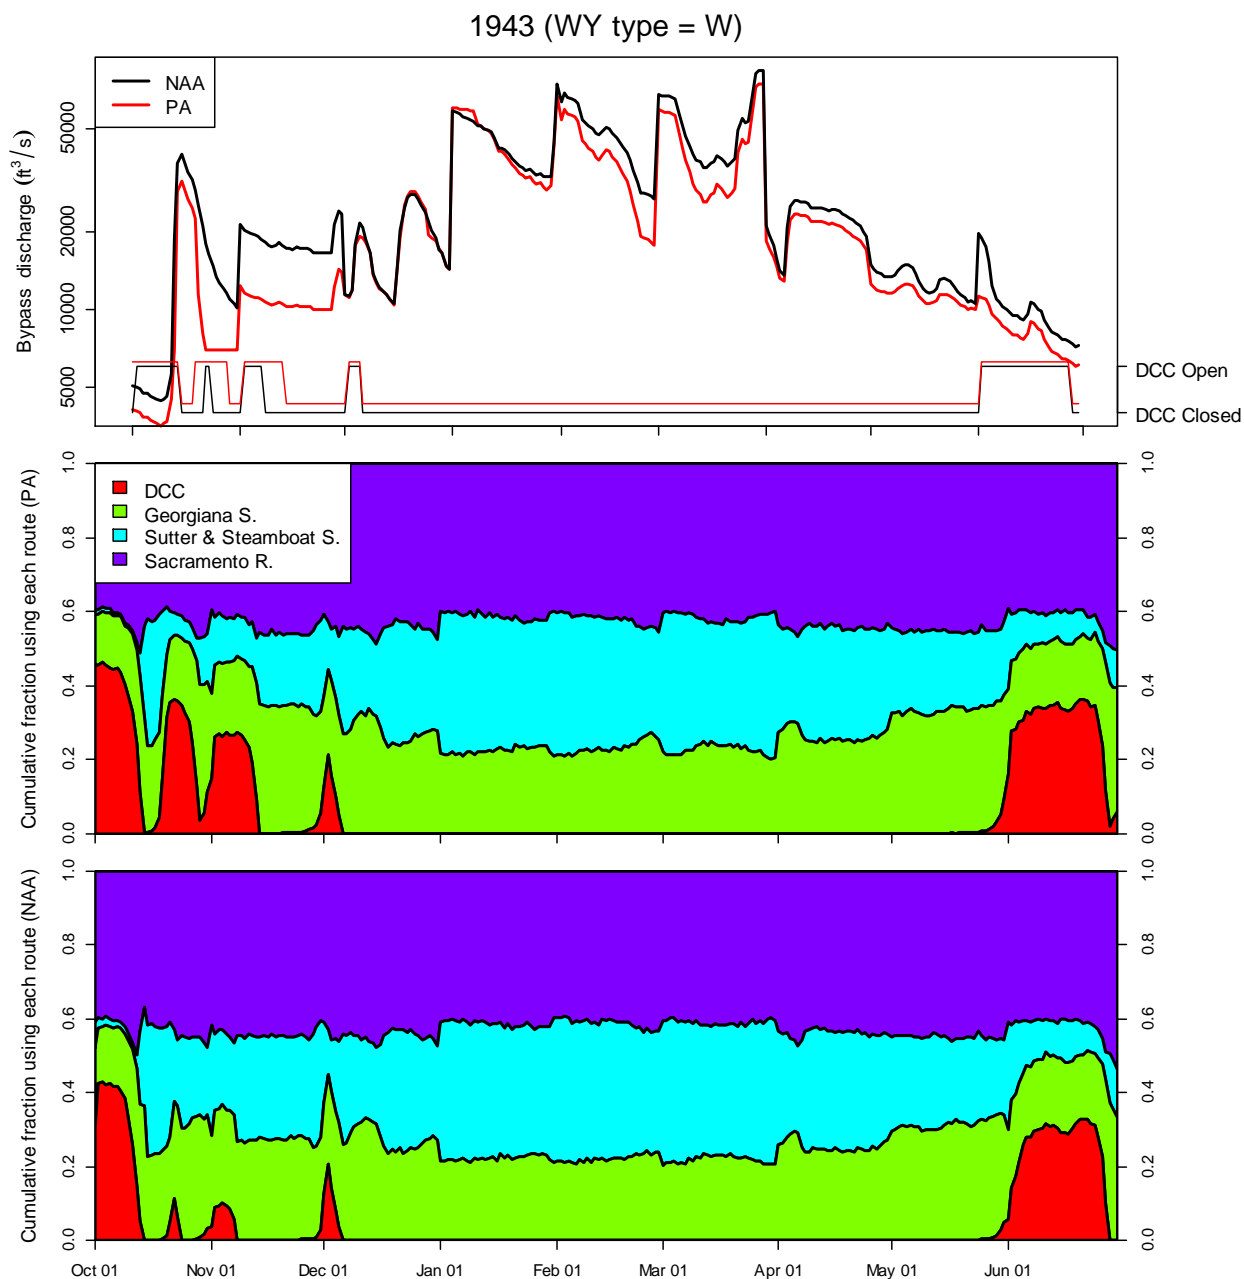 1943 (WY type = W)
NAA
PA
Bypass discharge (ft³/s)
50000
20000
10000
5000
DCC Open
DCC Closed
Cumulative fraction using each route (PA)
1.0
0.8
0.6
0.4
0.2
0.0
DCC
Georgiana S.
Sutter & Steamboat S.
Sacramento R.
1.0
0.8
0.6
0.4
0.2
0.0
Cumulative fraction using each route (NAA)
1.0
0.8
0.6
0.4
0.2
0.0
1.0
0.8
0.6
0.4
0.2
0.0
Oct 01 Nov 01 Dec 01 Jan 01 Feb 01 Mar 01 Apr 01 May 01 Jun 01